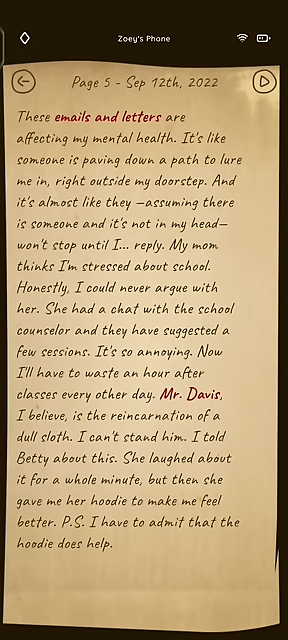 Zoey's Phone
Page 5 - Sep 12th, 2022
These emails and letters are
affecting my mental health. It's like
someone is paving down a path to lure
me in, right outside my doorstep. And
it's almost like they —assuming there
is someone and it's not in my head—
won't stop until I... reply. My mom
thinks I'm stressed about school.
Honestly, I could never argue with
her. She had a chat with the school
counselor and they have suggested a
few sessions. It's so annoying. Now
I'll have to waste an hour after
classes every other day. Mr. Davis,
I believe, is the reincarnation of a
dull sloth. I can't stand him. I told
Betty about this. She laughed about
it for a whole minute, but then she
gave me her hoodie to make me feel
better. P.S. I have to admit that the
hoodie does help.